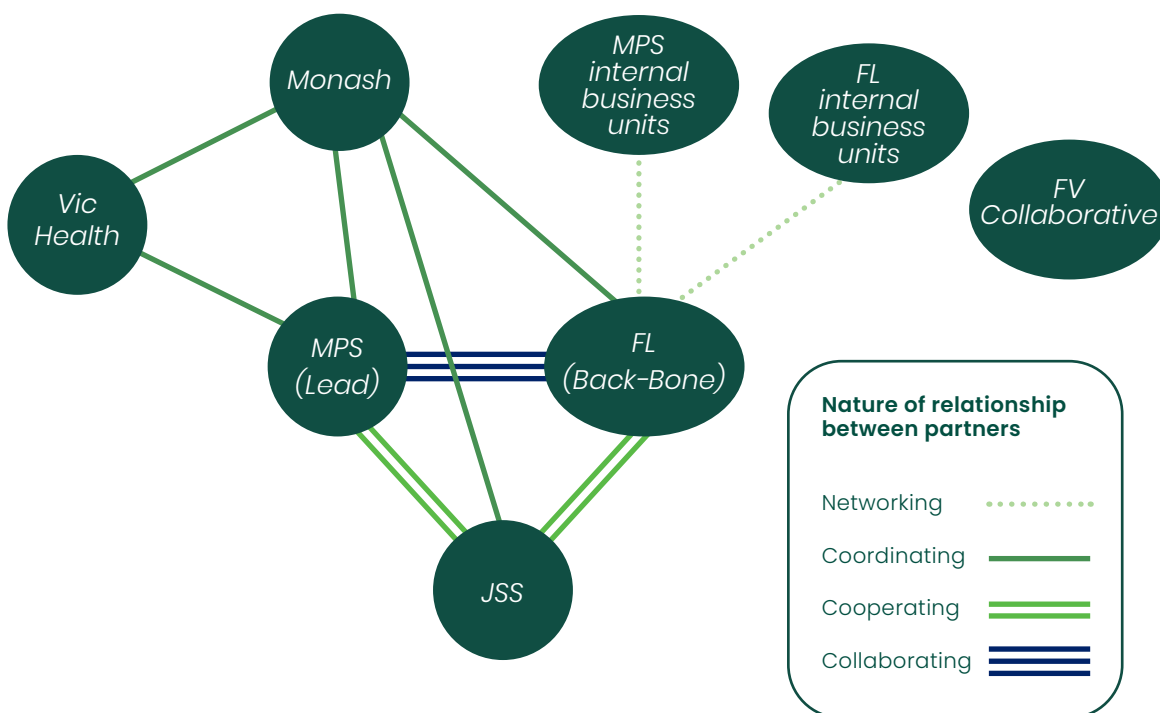 Monash
MPS
internal
business
units
FL
internal
business
units
FV
Collaborative
Vic
Health
MPS
(Lead)
FL
(Back-Bone)
JSS
Nature of relationship
between partners
Networking
Coordinating
Cooperating
Collaborating